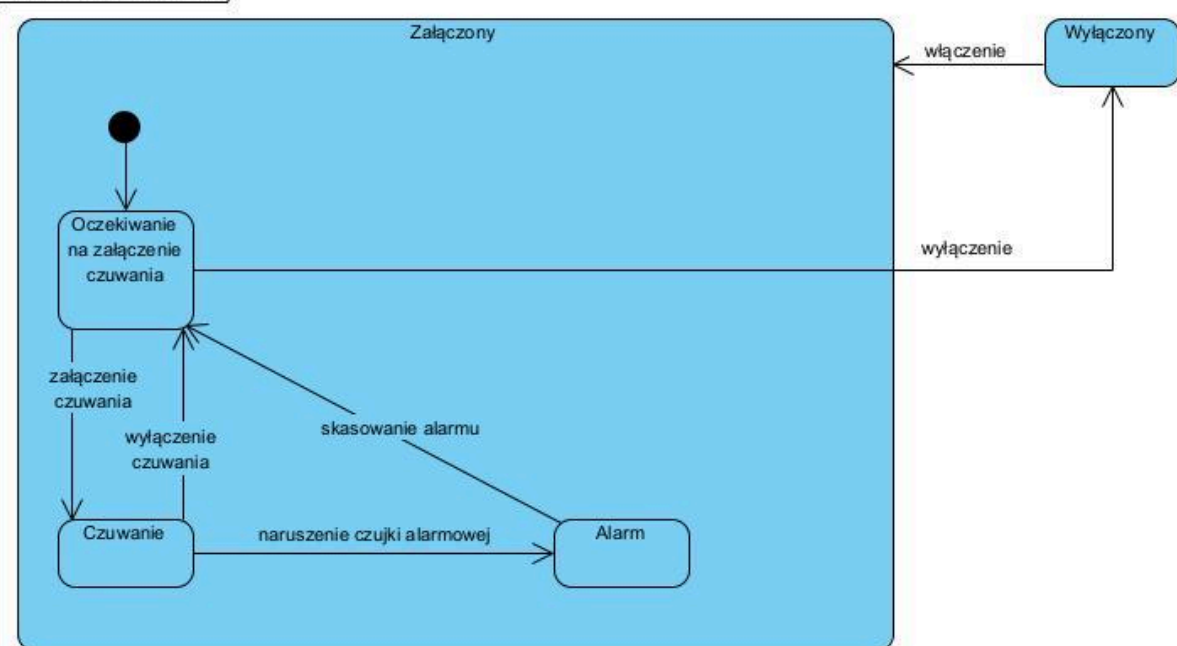 Załączony
Wyłączony
włączenie
Oczekiwanie
na załączenie
czuwania
wyłączenie
załączenie
czuwania
wyłączenie
czuwania
skasowanie alarmu
Czuwanie
naruszenie czujki alarmowej
Alarm